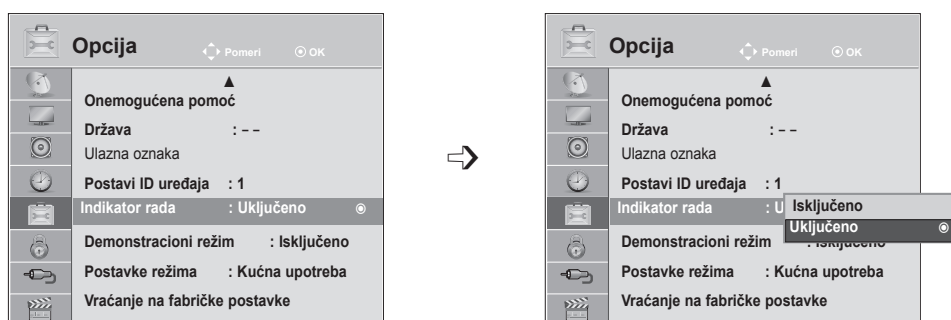 Opcija
Pomeri
OK
▲
Onemogućena pomoć
Država : – –
Ulazna oznaka
Postavi ID uređaja : 1
Indikator rada : Uključeno
Demonstracioni režim : Isključeno
Postavke režima : Kućna upotreba
Vraćanje na fabričke postavke
Opcija
Pomeri
OK
▲
Onemogućena pomoć
Država : – –
Ulazna oznaka
Postavi ID uređaja : 1
Indikator rada : U
Isključeno
Uključeno
Demonstracioni režim : Isključeno
Postavke režima : Kućna upotreba
Vraćanje na fabričke postavke